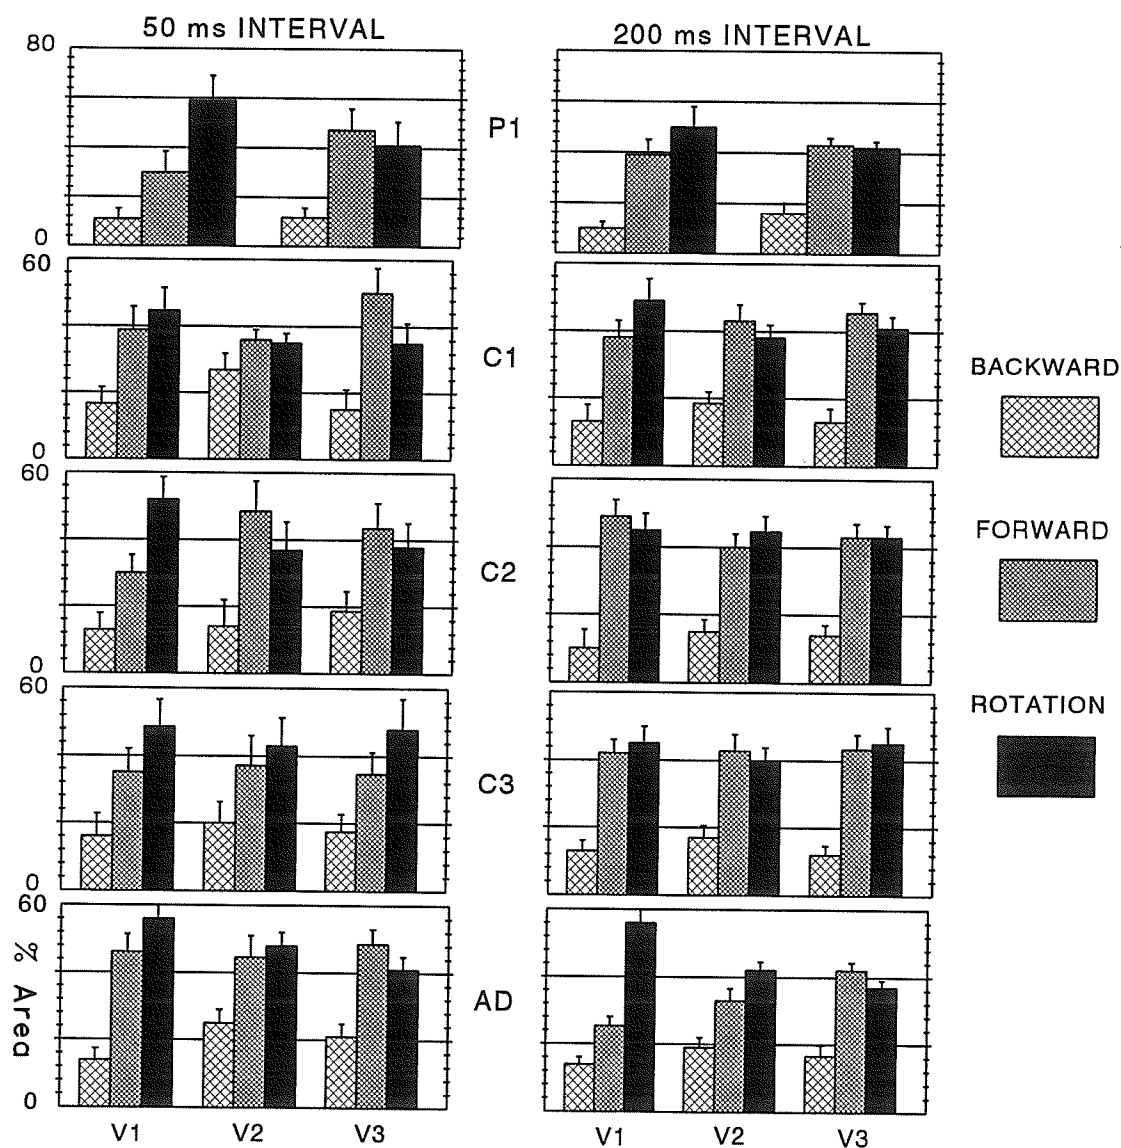 50 ms INTERVAL
200 ms INTERVAL
80
0
P1
60
0
C1
BACKWARD
60
0
C2
FORWARD
60
0
C3
ROTATION
60
0
% Area
AD
V1 V2 V3
V1 V2 V3